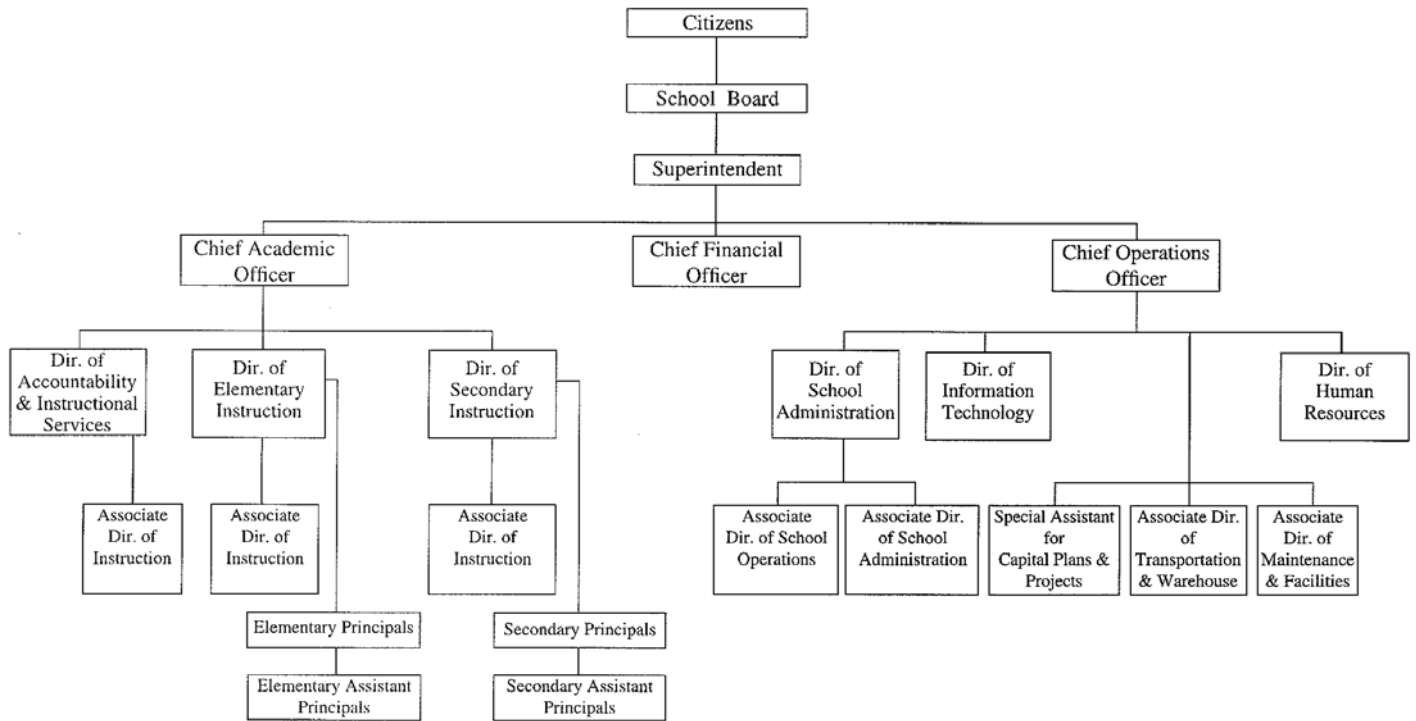 Citizens
School Board
Superintendent
Chief Academic
Officer
Chief Financial
Officer
Chief Operations
Officer
Dir. of
Accountability
& Instructional
Services
Dir. of
Elementary
Instruction
Dir. of
Secondary
Instruction
Dir. of
School
Administration
Dir. of
Information
Technology
Dir. of
Human
Resources
Associate
Dir. of
Instruction
Associate
Dir. of
Instruction
Associate
Dir. of
Instruction
Associate
Dir. of School
Operations
Associate Dir.
of School
Administration
Special Assistant
for
Capital Plans &
Projects
Associate Dir.
of
Transportation
& Warehouse
Associate
Dir. of
Maintenance
& Facilities
Elementary Principals
Secondary Principals
Elementary Assistant
Principals
Secondary Assistant
Principals